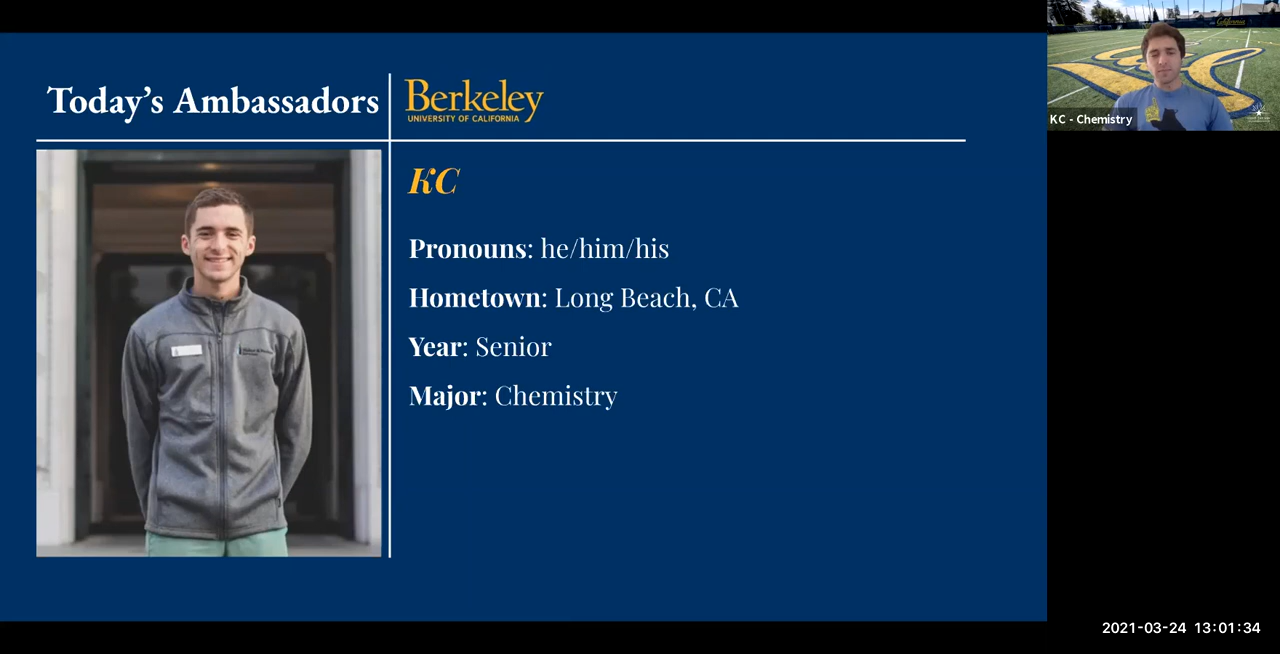 Today's Ambassadors
Berkeley
UNIVERSITY OF CALIFORNIA
KC
Pronouns: he/him/his
Hometown: Long Beach, CA
Year: Senior
Major: Chemistry
California
KC - Chemistry
2021-03-24 13:01:34